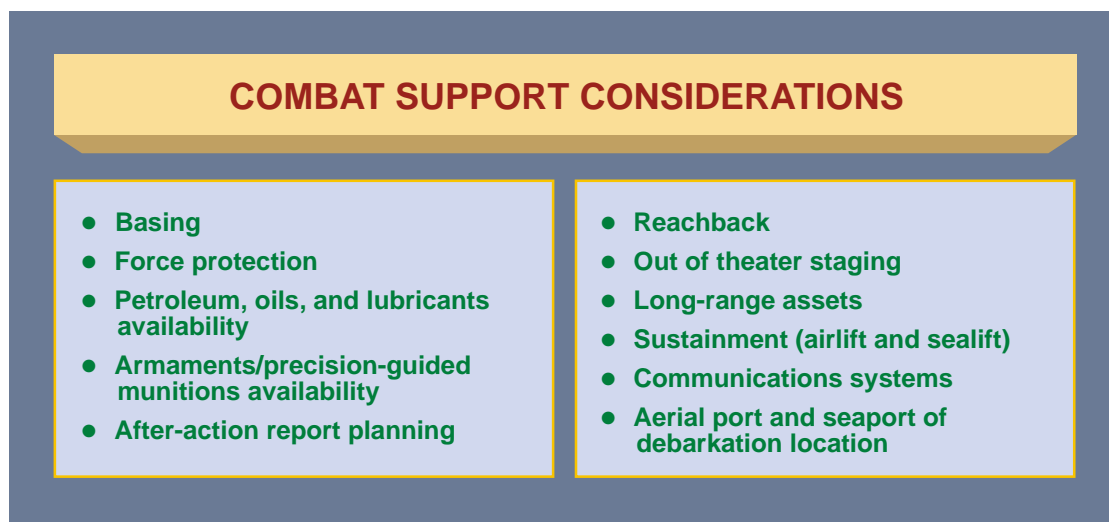 COMBAT SUPPORT CONSIDERATIONS
● Basing
● Force protection
● Petroleum, oils, and lubricants
availability
● Armaments/precision-guided
munitions availability
● After-action report planning
● Reachback
● Out of theater staging
● Long-range assets
● Sustainment (airlift and sealift)
● Communications systems
● Aerial port and seaport of
debarkation location